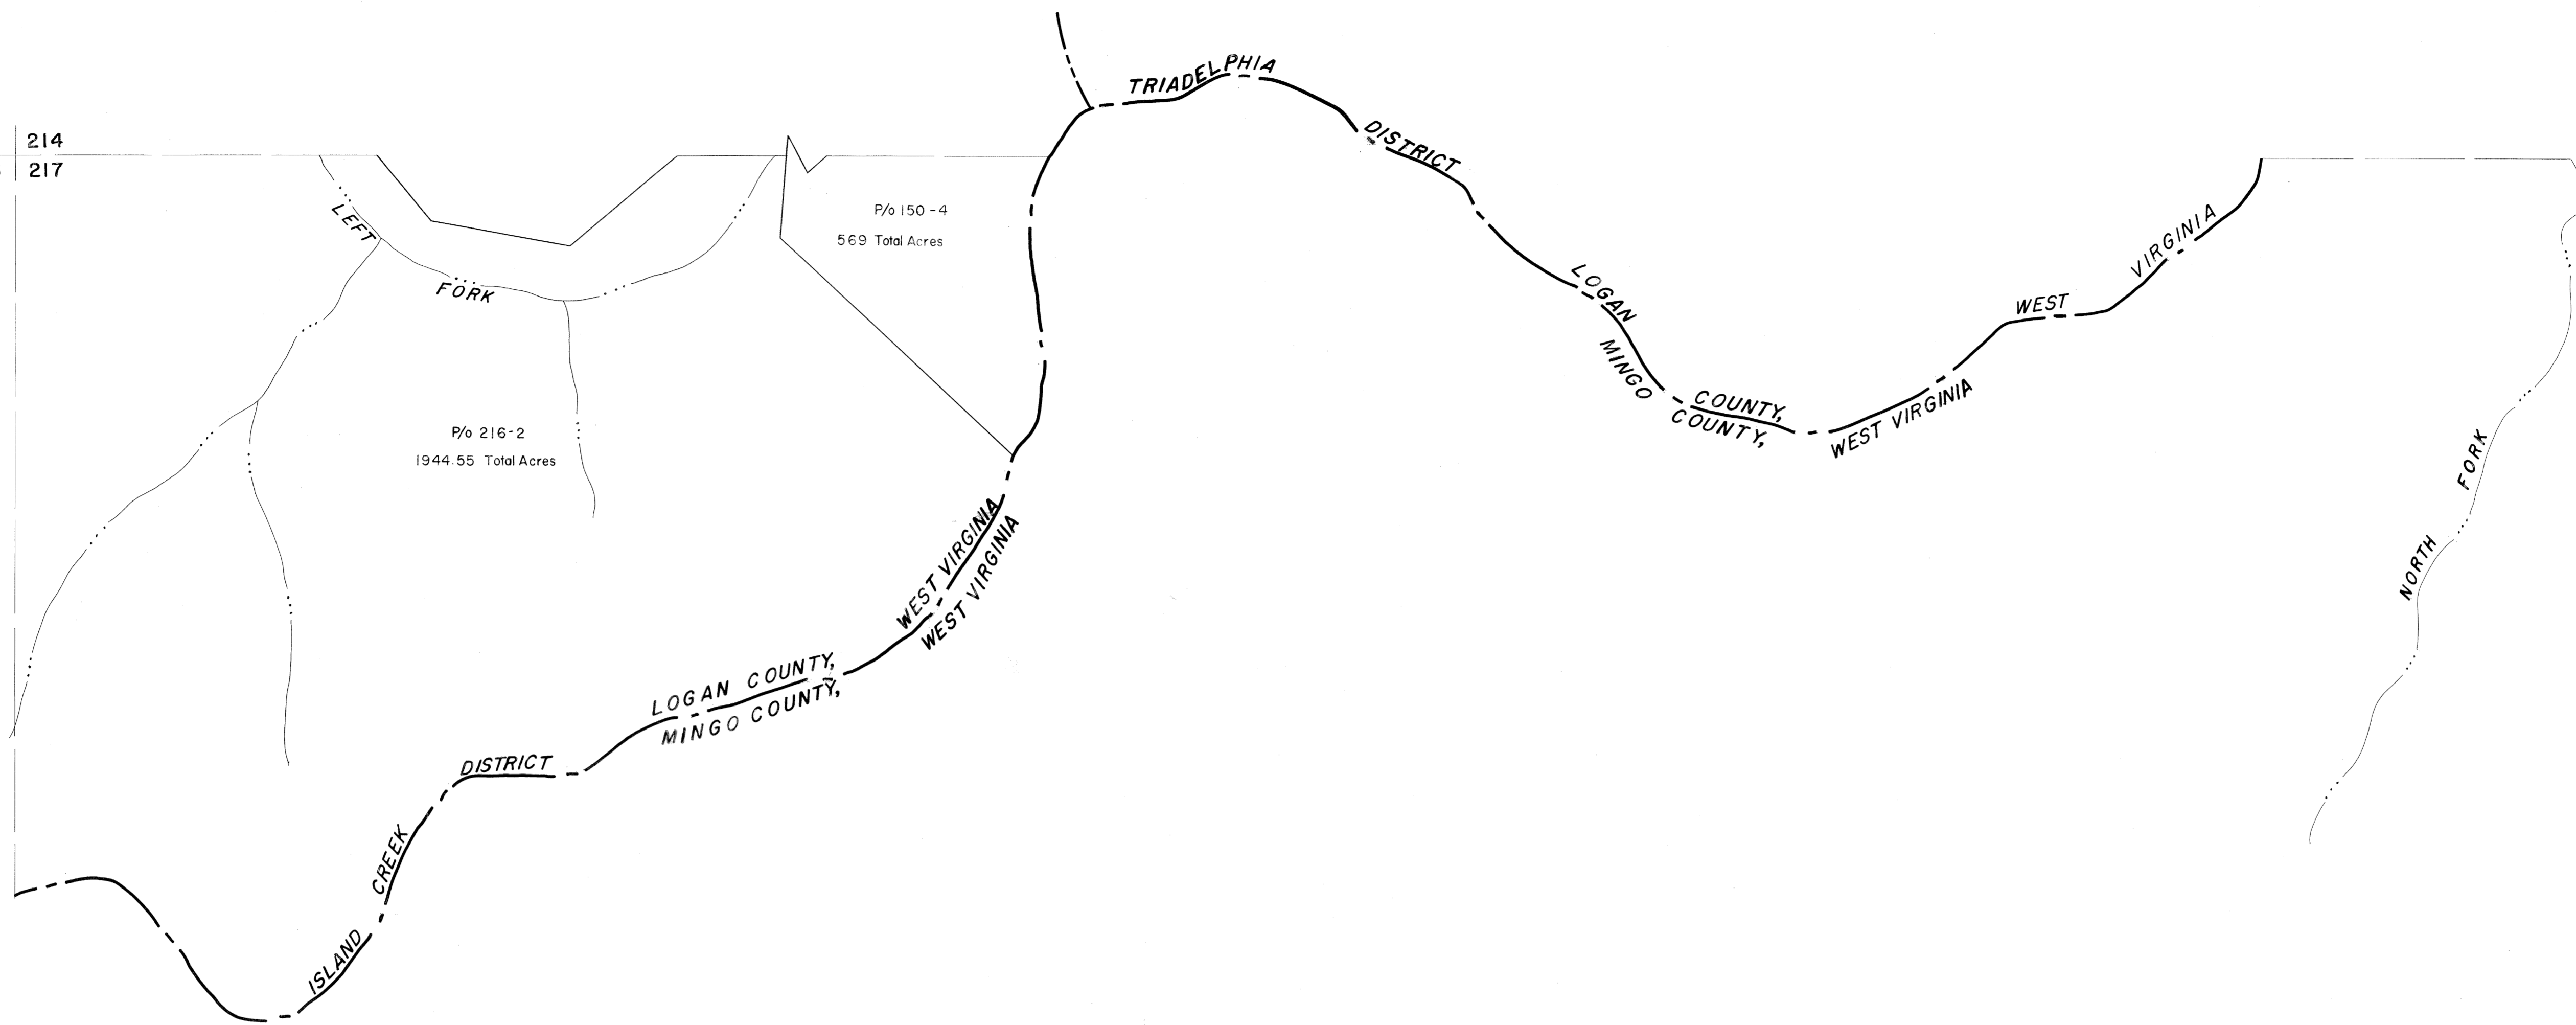 214
217
TRIADELPHIA
DISTRICT
LOGAN
COUNTY,
WEST
VIRGINIA
MINGO
COUNTY,
WEST VIRGINIA
LEFT
FORK
P/o 150-4
569 Total Acres
P/o 216-2
1944.55 Total Acres
ISLAND
CREEK
DISTRICT
LOGAN COUNTY,
WEST VIRGINIA
MINGO COUNTY,
WEST VIRGINIA
NORTH
FORK